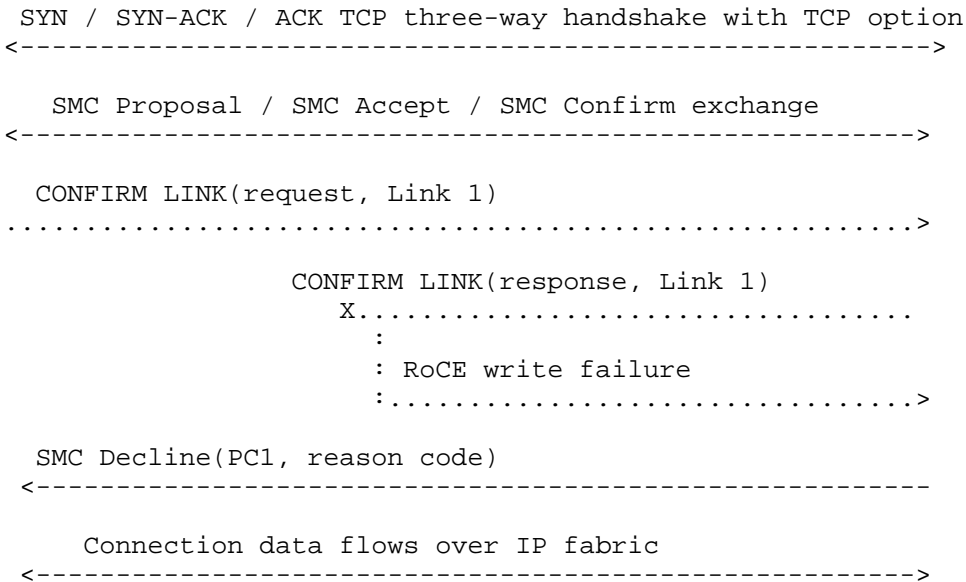 SYN / SYN-ACK / ACK TCP three-way handshake with TCP option
<--------------------------------------------------------->
SMC Proposal / SMC Accept / SMC Confirm exchange
<-------------------------------------------------------->
CONFIRM LINK(request, Link 1)
.........................................................>
CONFIRM LINK(response, Link 1)
X...................................
:
: RoCE write failure
:.................................>
SMC Decline(PC1, reason code)
<--------------------------------------------------------
Connection data flows over IP fabric
<------------------------------------------------------->